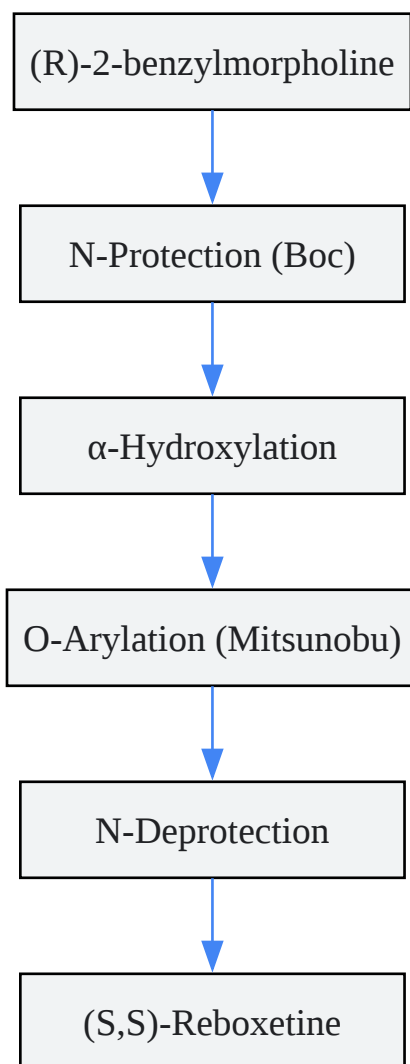 (R)-2-benzylmorpholine
N-Protection (Boc)
α-Hydroxylation
O-Arylation (Mitsunobu)
N-Deprotection
(S,S)-Reboxetine